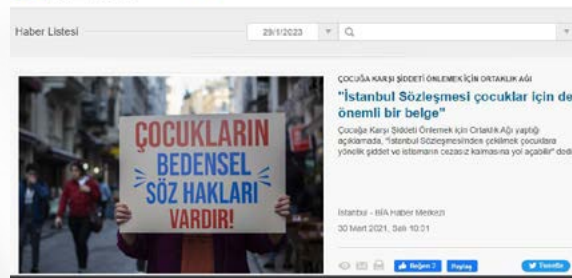 Haber Listesi
29/1/2023
ÇOCUĞA KARŞI ŞİDDETİ ÖNLEMEK İÇİN ORTAKLIK AĞI
"İstanbul Sözleşmesi çocuklar için de
önemli bir belge"
Çocuğa Karşı Şiddeti Önlemek için Ortaklık Ağı yaptığı
açıklamada, "İstanbul Sözleşmesinden çekilmek çocuklara
yönelik şiddet ve istismarın cezasız kalmasına yol açabilir" dedi
ÇOCUKLARIN
BEDENSEL
SÖZ HAKLARI
VARDIR!
İstanbul - BİA Haber Merkezi
30 Mart 2021, Salı 10:31
Beğen
Paylaş
Tweetle